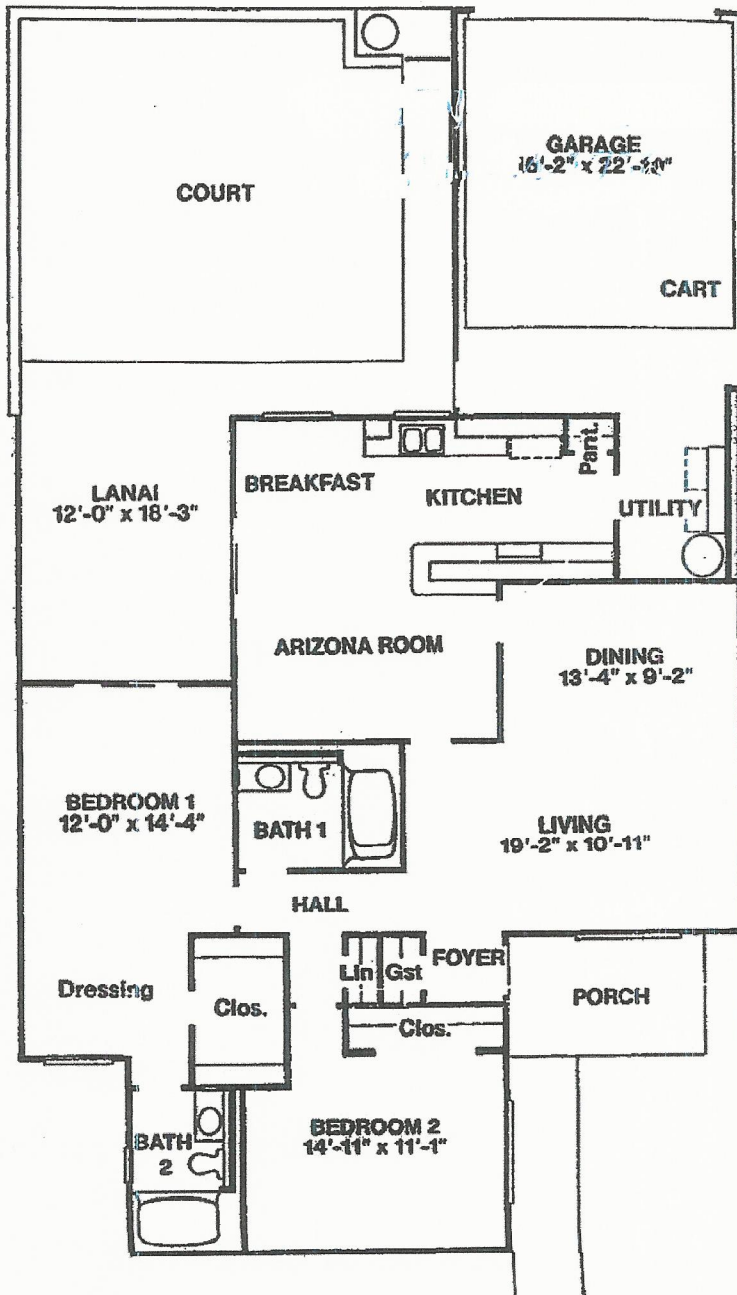 GARAGE
16'-2" x 22'-10"
COURT
CART
BREAKFAST
KITCHEN
Pant.
LANAI
12'-0" x 18'-3"
UTILITY
ARIZONA ROOM
DINING
13'-4" x 9'-2"
BEDROOM 1
12'-0" x 14'-4"
BATH 1
LIVING
19'-2" x 10'-11"
HALL
Lin
Gst
FOYER
Dressing
Clos.
PORCH
Clos.
BEDROOM 2
14'-11" x 11'-1"
BATH
2